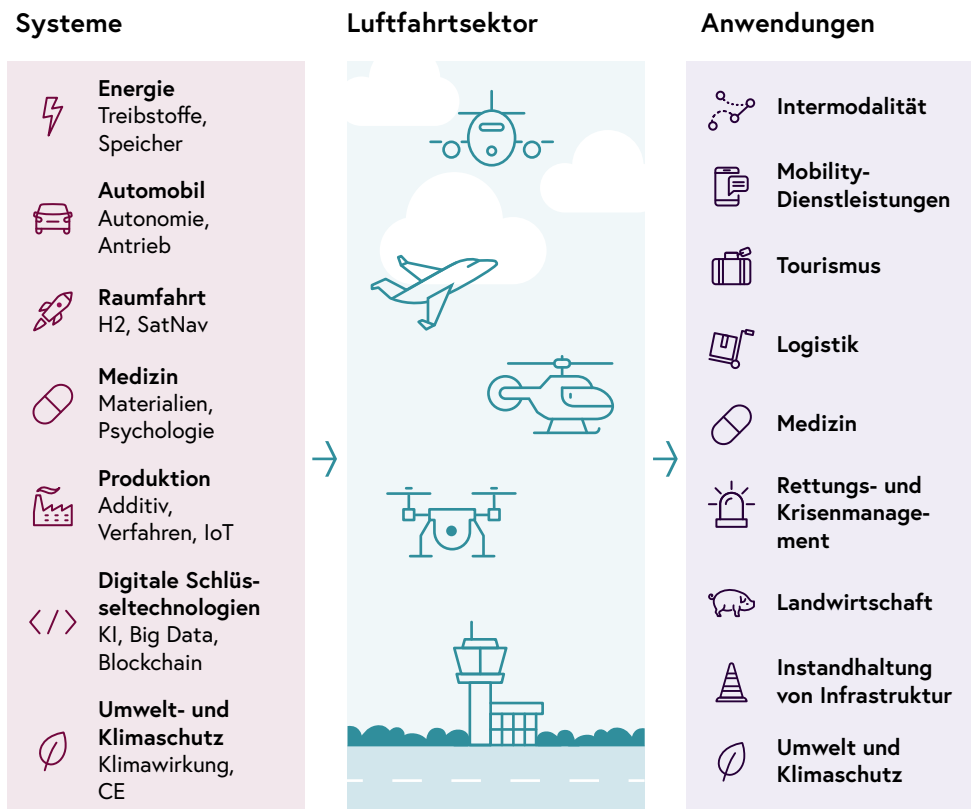 Systeme
Energie
Treibstoffe,
Speicher
Automobil
Autonomie,
Antrieb
Raumfahrt
H2, SatNav
Medizin
Materialien,
Psychologie
Produktion
Additiv,
Verfahren, IoT
Digitale Schlüs-
seltechnologien
KI, Big Data,
Blockchain
Umwelt- und
Klimaschutz
Klimawirkung,
CE
Luftfahrtsektor
Anwendungen
Intermodalität
Mobility-
Dienstleistungen
Tourismus
Logistik
Medizin
Rettungs- und
Krisenmanage-
ment
Landwirtschaft
Instandhaltung
von Infrastruktur
Umwelt und
Klimaschutz